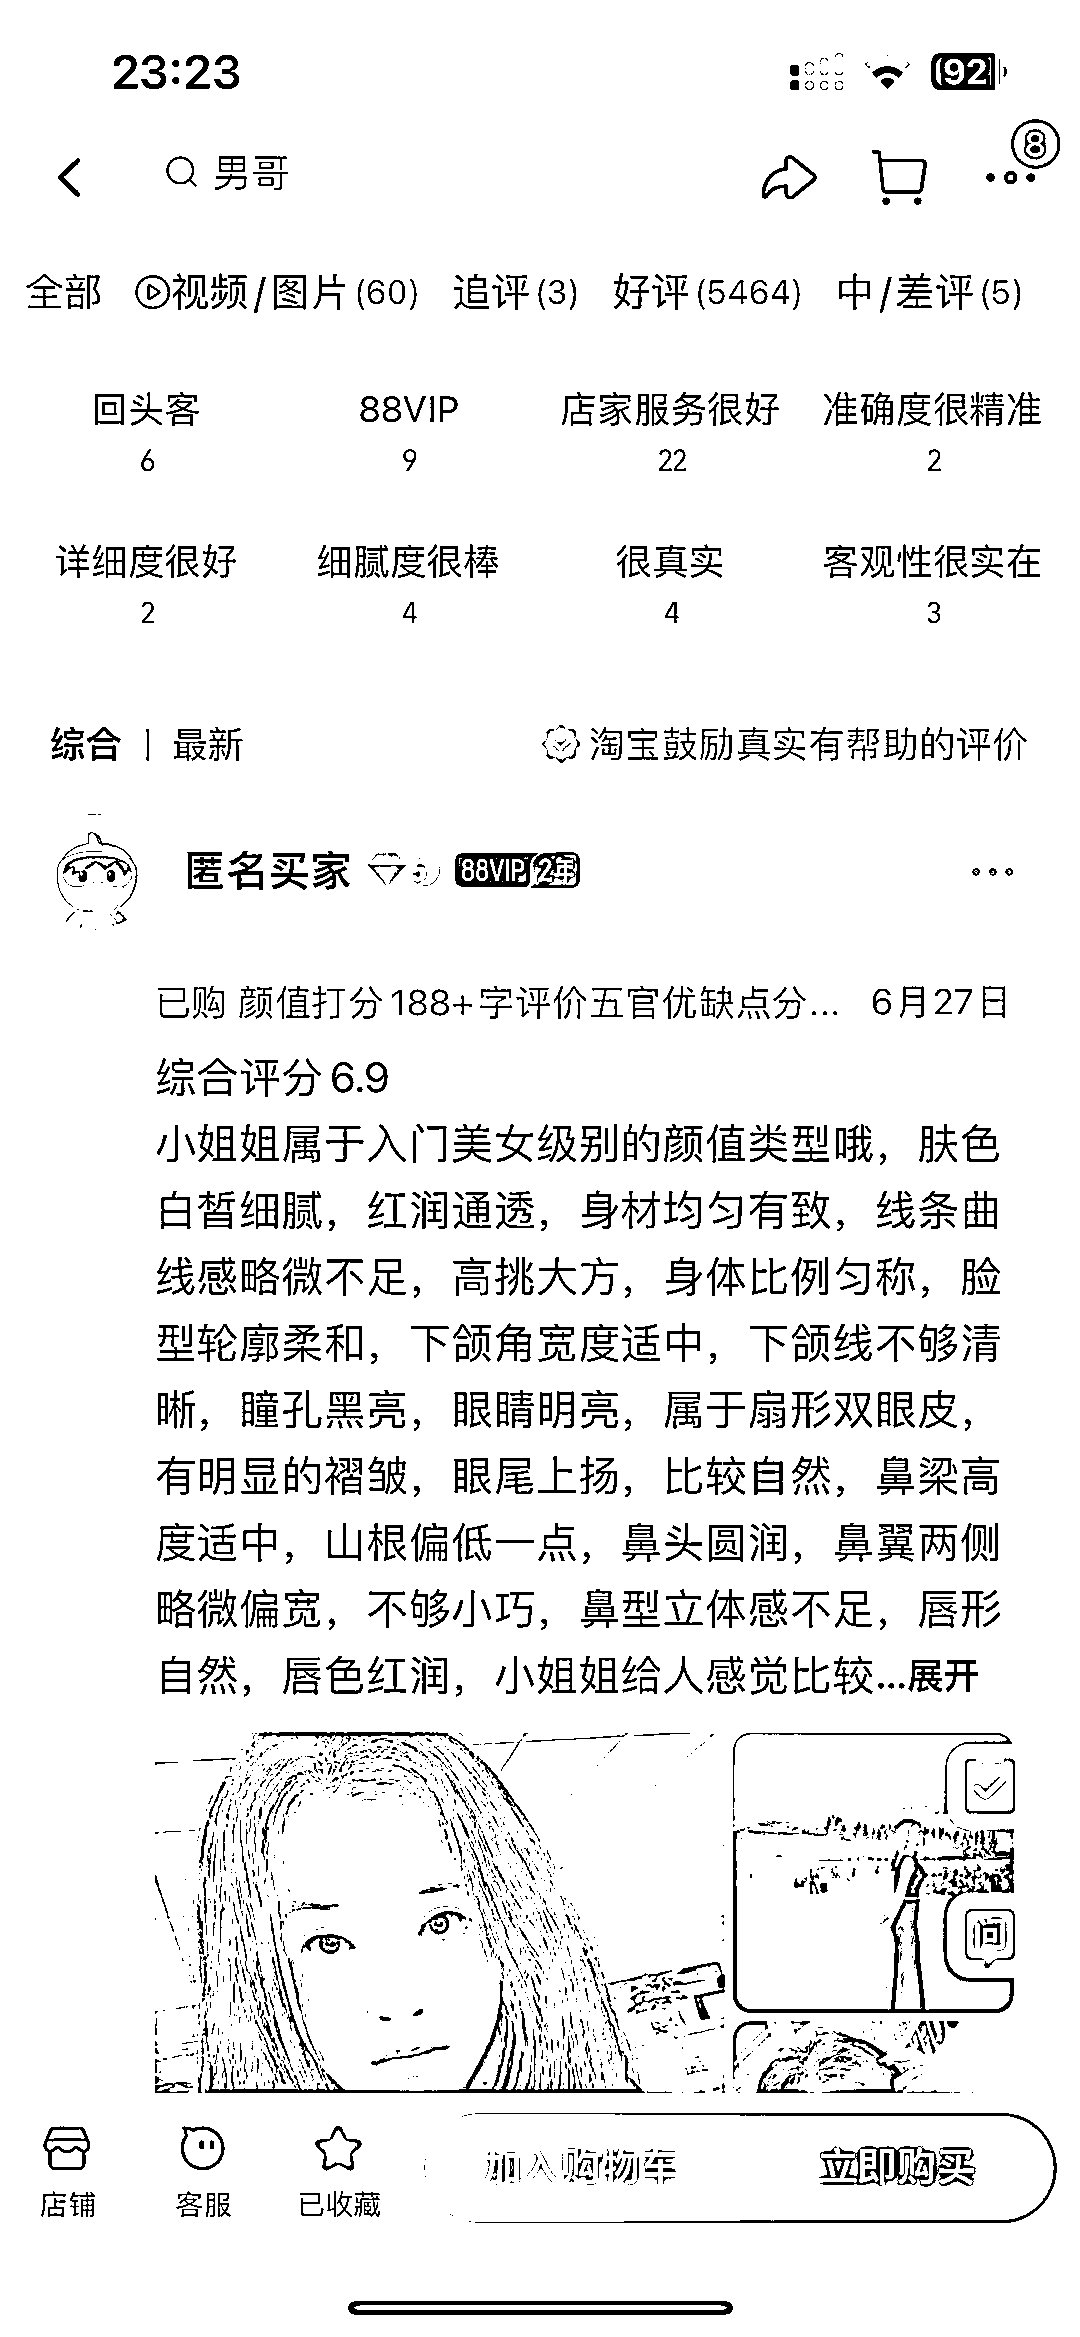 23:23
92
8
男哥
全部 视频/图片(60) 追评(3) 好评(5464) 中/差评(5)
回头客 88VIP 店家服务很好 准确度很精准
6 9 22 2
详细度很好 细腻度很棒 很真实 客观性很实在
2 4 4 3
综合 | 最新 淘宝鼓励真实有帮助的评价
匿名买家 88VIP 2年
已购 颜值打分188+字评价五官优缺点分... 6月27日
综合评分6.9
小姐姐属于入门美女级别的颜值类型哦，肤色
白皙细腻，红润通透，身材均匀有致，线条曲
线感略微不足，高挑大方，身体比例匀称，脸
型轮廓柔和，下颌角宽度适中，下颌线不够清
晰，瞳孔黑亮，眼睛明亮，属于扇形双眼皮，
有明显的褶皱，眼尾上扬，比较自然，鼻梁高
度适中，山根偏低一点，鼻头圆润，鼻翼两侧
略微偏宽，不够小巧，鼻型立体感不足，唇形
自然，唇色红润，小姐姐给人感觉比较...展开
问
店铺 客服 已收藏 加入购物车 立即购买